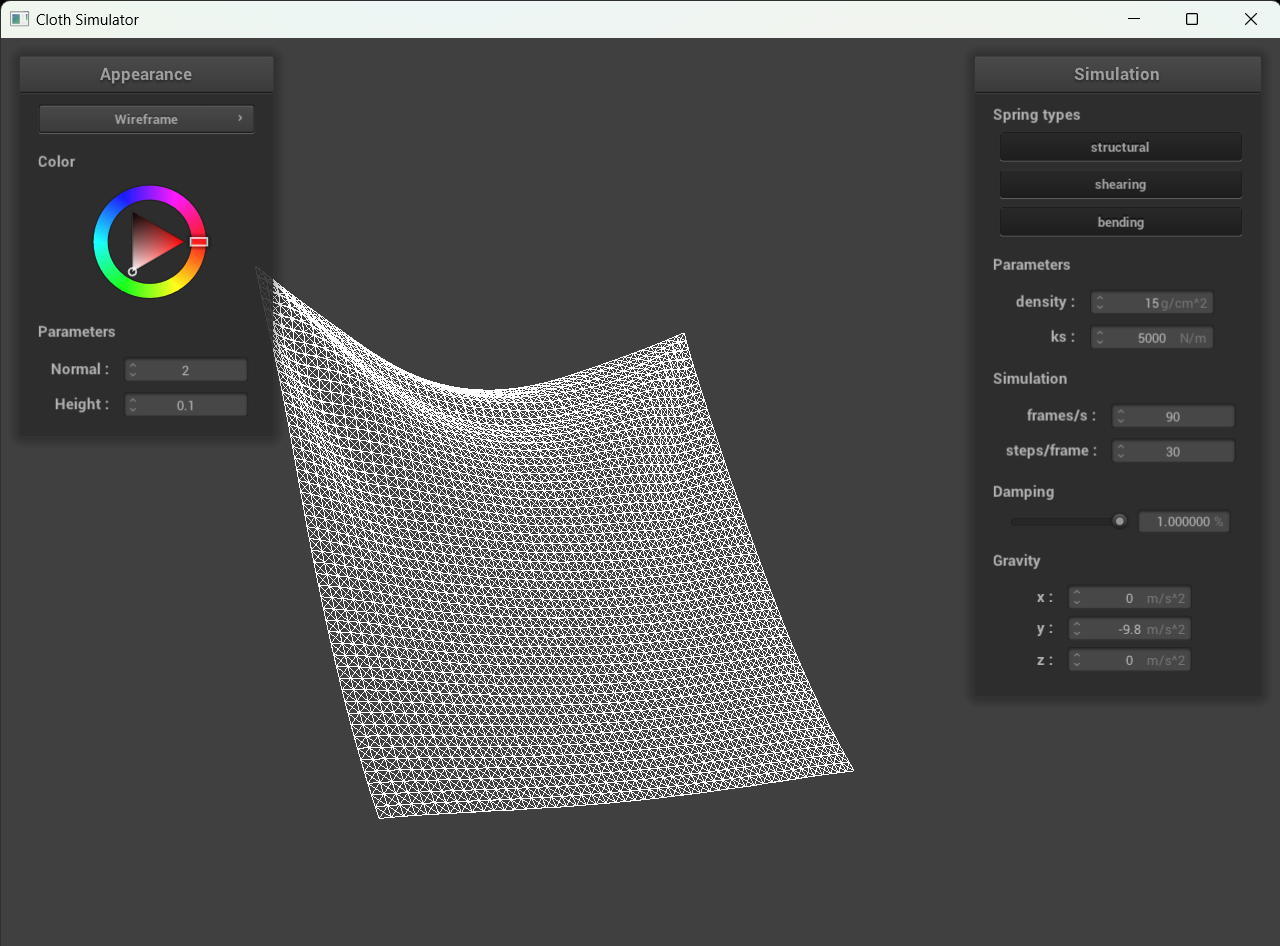 Cloth Simulator
Appearance
Wireframe
Color
Parameters
Normal : 2
Height : 0.1
Simulation
Spring types
structural
shearing
bending
Parameters
density : 15 g/cm^2
ks : 5000 N/m
Simulation
frames/s : 90
steps/frame : 30
Damping
1.000000 %
Gravity
x : 0 m/s^2
y : -9.8 m/s^2
z : 0 m/s^2